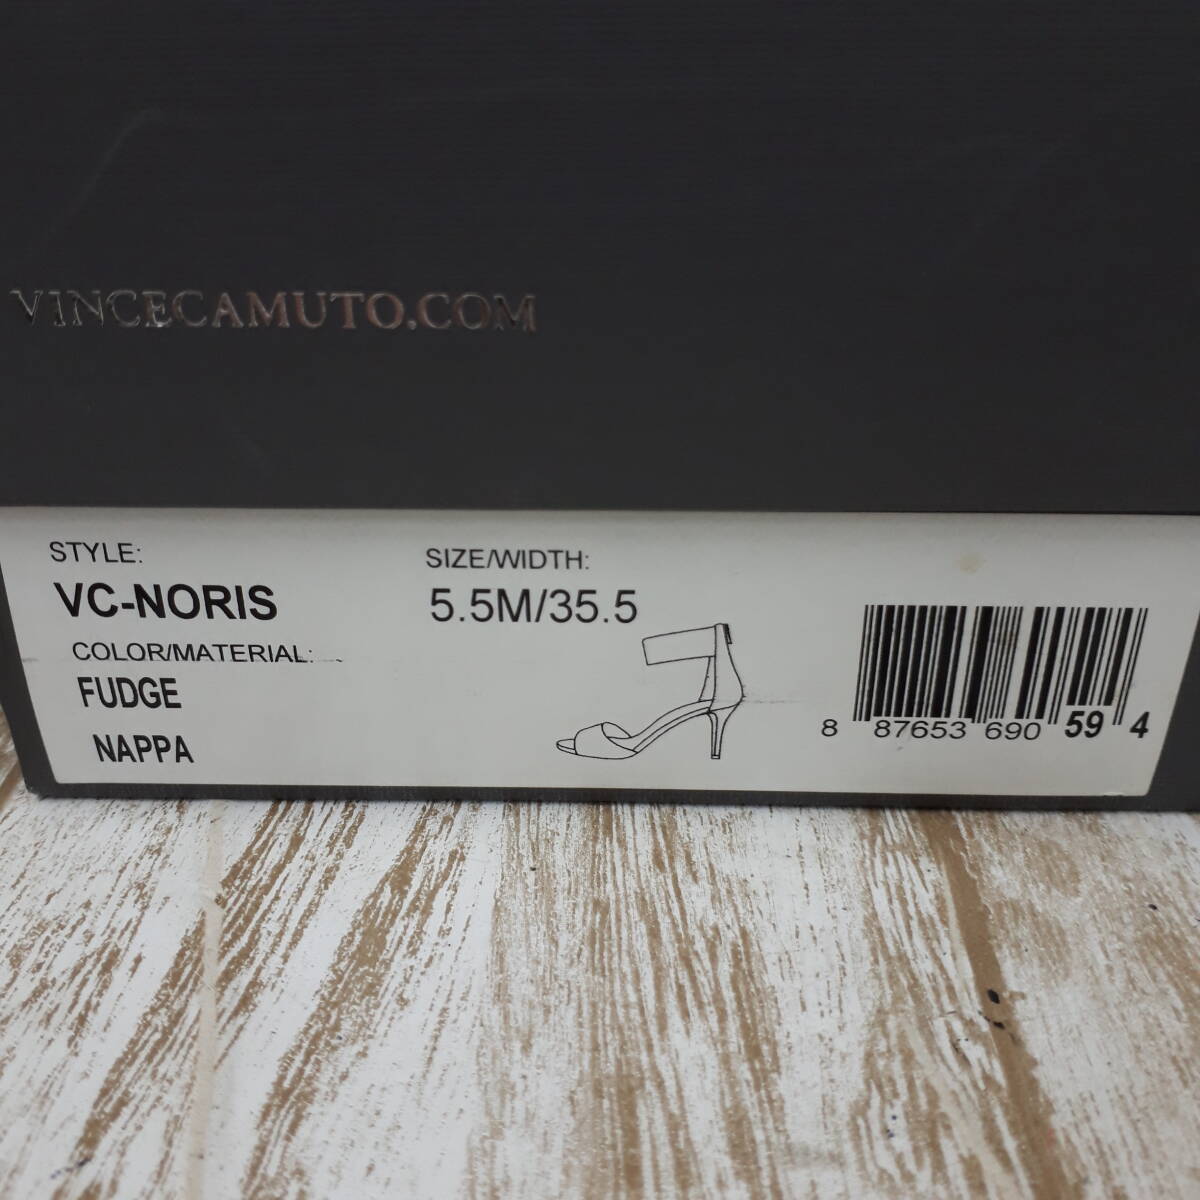 VINCECAMUTO.COM
STYLE:
VC-NORIS
SIZE/WIDTH:
5.5M/35.5
COLOR/MATERIAL:
FUDGE
NAPPA
8 87653 690 59 4